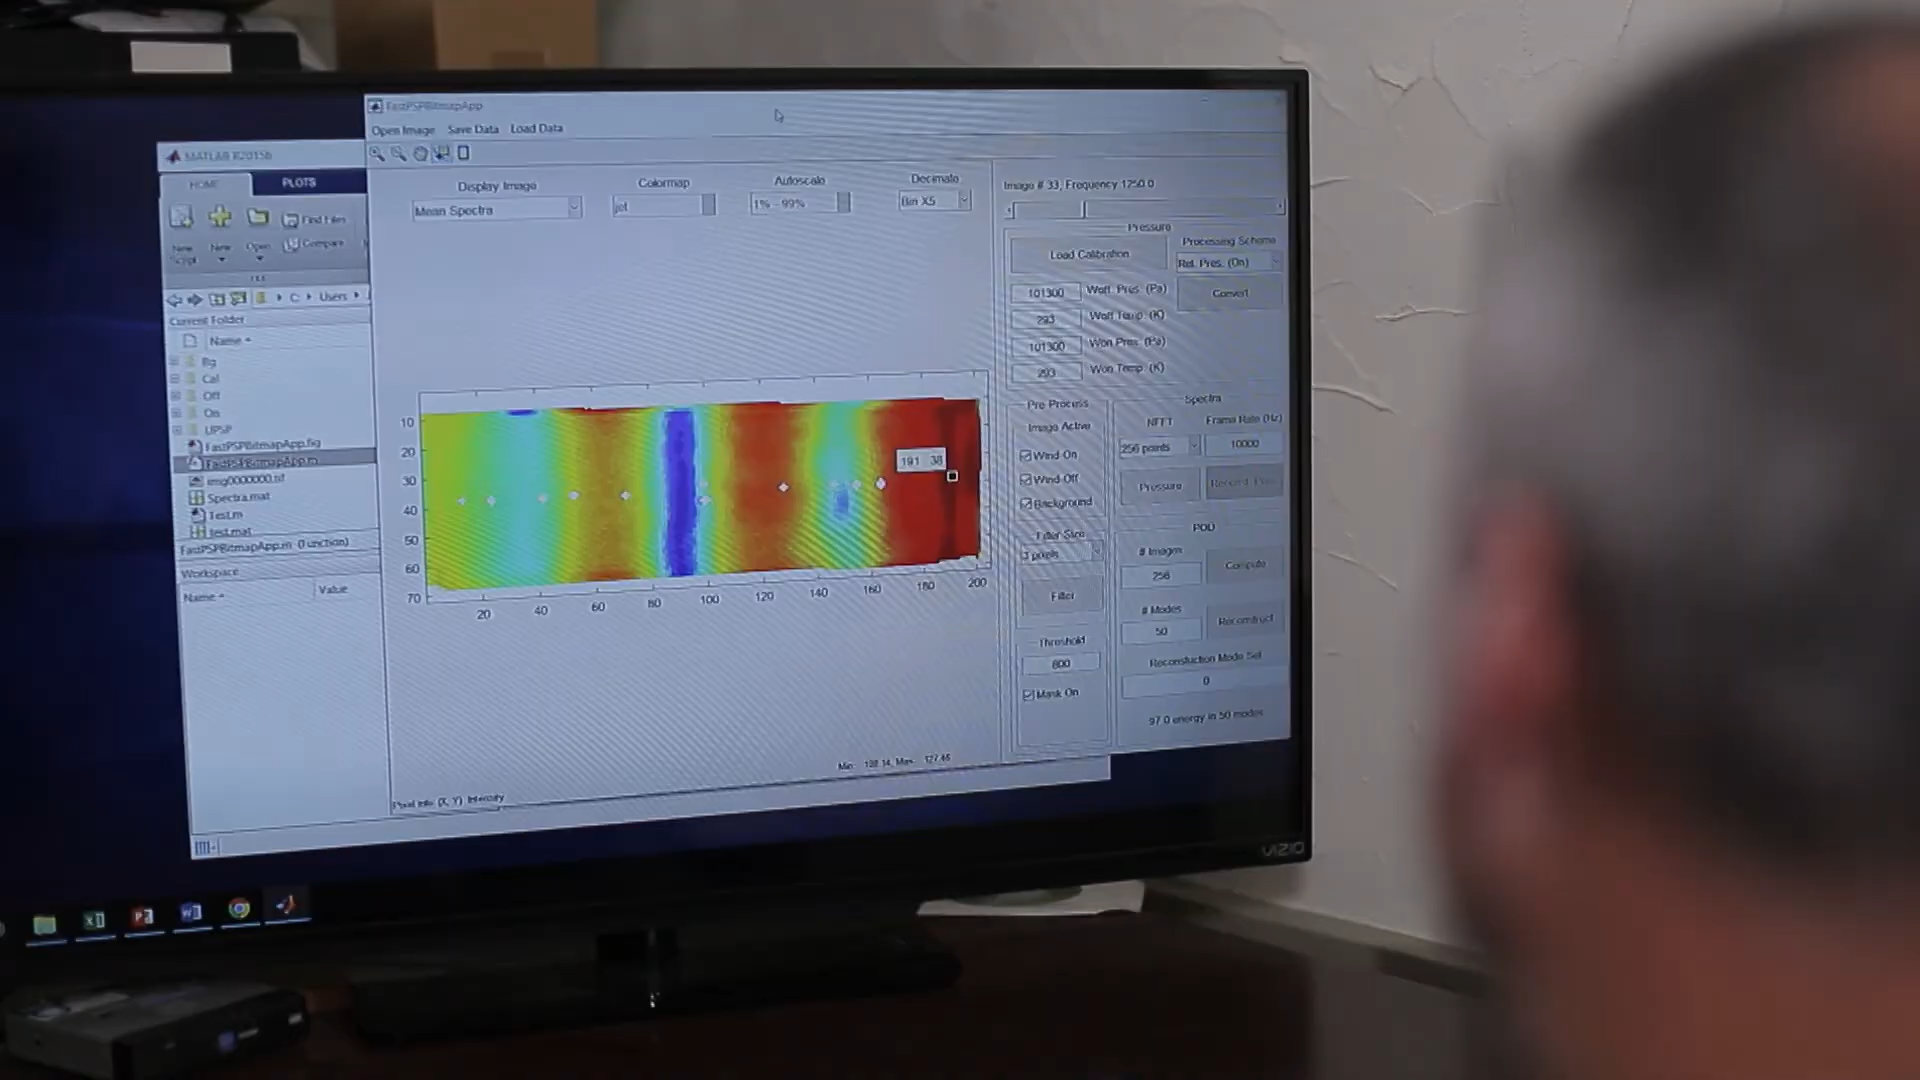 FastPSPBitmapApp
Open Image Save Data Load Data
MATLAB R2015b
HOME PLOTS
Display Image Colormap Autoscale Decimate
Mean Spectra jet 1% - 99% Bin X5
Image # 33, Frequency 1250.0
New Script New Open Find Files
Compare
FILE
C: Users
Current Folder
Name
Bg
Cal
Off
On
UPSP
FastPSPBitmapApp.fig
FastPSPBitmapApp.m
img0000000.tif
Spectra.mat
Test.m
test.mat
FastPSPBitmapApp.m (Function)
Workspace
Name Value
Pressure
Load Calibration
Processing Scheme
Rel. Pres. (On)
Convert
101300 Woff. Pres. (Pa)
293 Woff Temp. (K)
101300 Won Pres. (Pa)
293 Won Temp. (K)
Pre Process
Image Active
Wind On
Wind Off
Background
Filter Size
3 pixels
Filter
Threshold
800
Mask On
Spectra
NFFT Frame Rate (Hz)
256 points 10000
Pressure
POD
# Images
256 Compute
# Modes
50 Reconstruct
Reconstuction Mode Sel
0
97.0 energy in 50 modes
10
20
30
40
50
60
70
20 40 60 80 100 120 140 160 180 200
191 38
Pixel info: (X, Y) Intensity
VIZIO